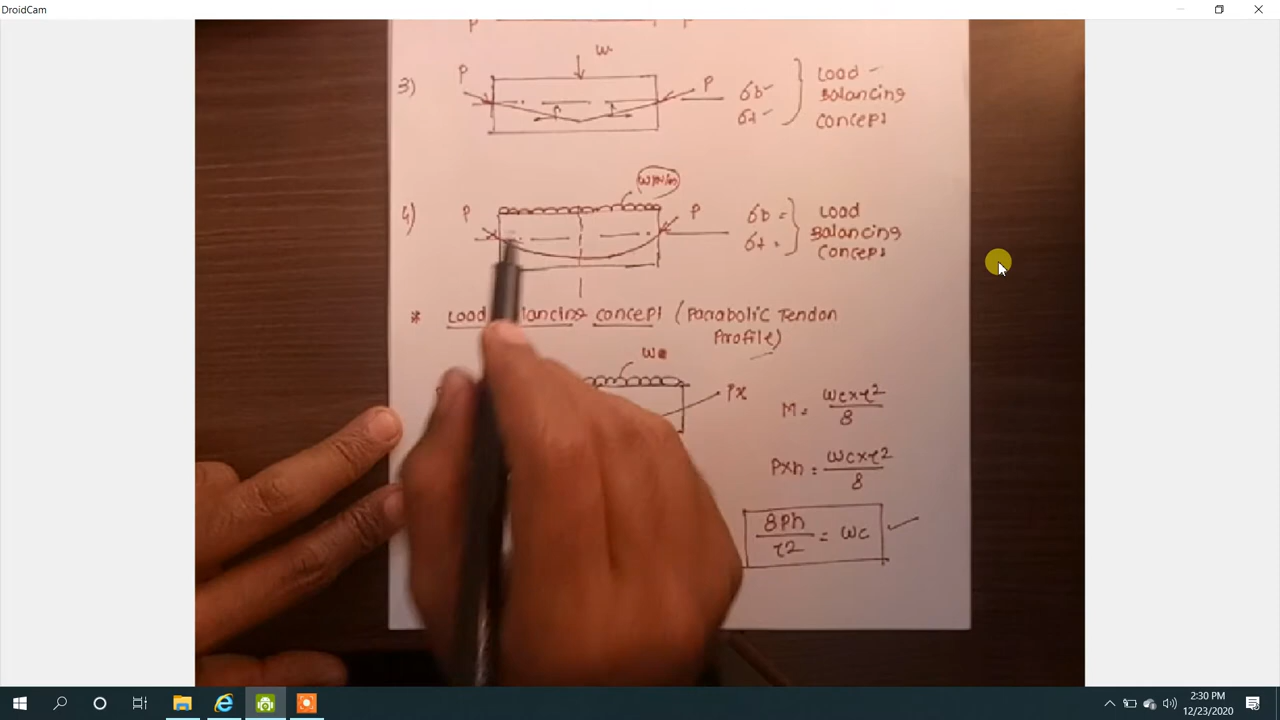 DroidCam
P
P
W
3)
P
P
σb
σt
Load
Balancing
concept
4)
W N/m
P
P
σb =
σt =
Load
Balancing
concept
* Load concept (Parabolic Tendon
Profile)
We
Px
M = wc×l2/8
P×h = wc×l2/8
8Ph/l2 = wc
2:30 PM
12/23/2020